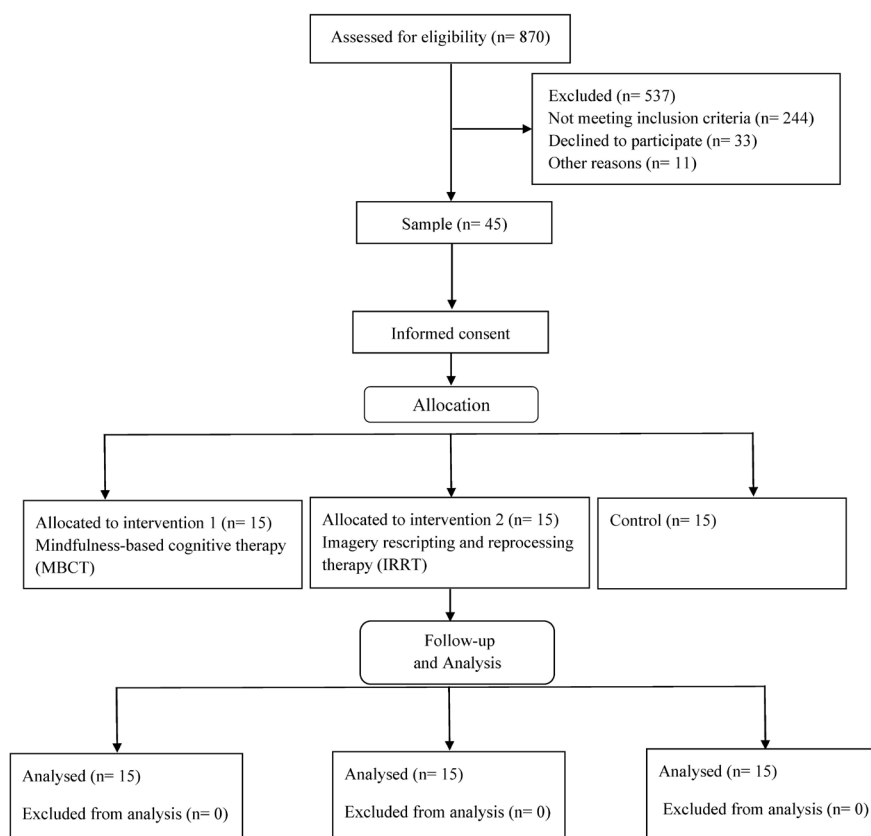 Assessed for eligibility (n= 870)
Excluded (n= 537)
Not meeting inclusion criteria (n= 244)
Declined to participate (n= 33)
Other reasons (n= 11)
Sample (n= 45)
Informed consent
Allocation
Allocated to intervention 1 (n= 15)
Mindfulness-based cognitive therapy
(MBCT)
Allocated to intervention 2 (n= 15)
Imagery rescripting and reprocessing
therapy (IRRT)
Control (n= 15)
Follow-up
and Analysis
Analysed (n= 15)
Excluded from analysis (n= 0)
Analysed (n= 15)
Excluded from analysis (n= 0)
Analysed (n= 15)
Excluded from analysis (n= 0)